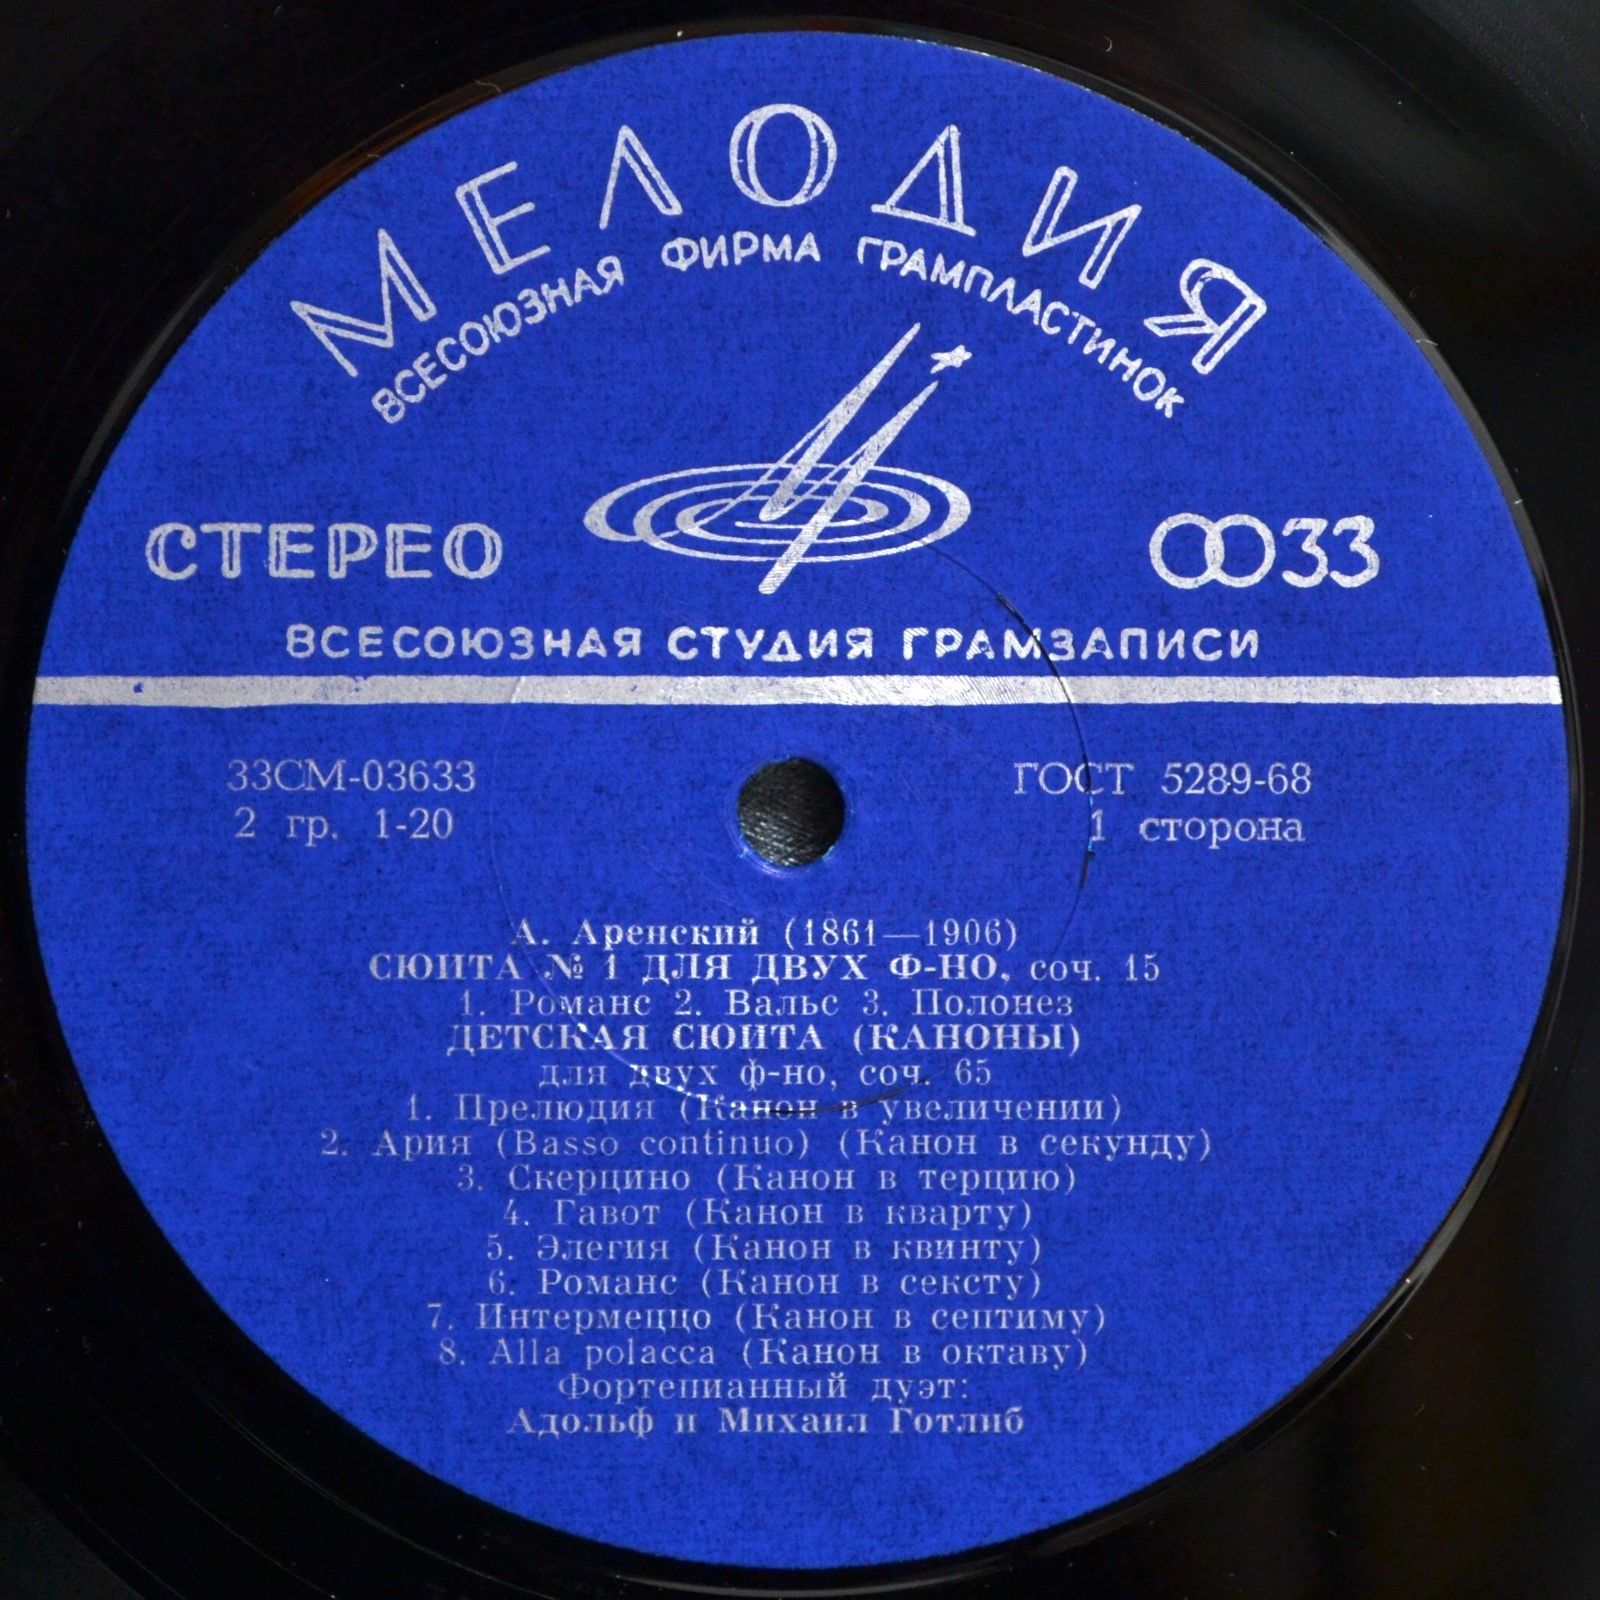 МЕЛОДИЯ
ВСЕСОЮЗНАЯ ФИРМА ГРАМПЛАСТИНОК
СТЕРЕО
33
ВСЕСОЮЗНАЯ СТУДИЯ ГРАМЗАПИСИ
33СМ-03633
ГОСТ 5289-68
2 гр. 1-20
1 сторона
А. Аренский (1861—1906)
СЮИТА № 1 ДЛЯ ДВУХ Ф-НО, соч. 15
1. Романс 2. Вальс 3. Полонез
ДЕТСКАЯ СЮИТА (КАНОНЫ)
для двух ф-но, соч. 65
1. Прелюдия (Канон в увеличении)
2. Ария (Basso continuo) (Канон в секунду)
3. Скерцино (Канон в терцию)
4. Гавот (Канон в кварту)
5. Элегия (Канон в квинту)
6. Романс (Канон в сексту)
7. Интермеццо (Канон в септиму)
8. Alla polacca (Канон в октаву)
Фортепианный дуэт:
Адольф и Михаил Готлиб